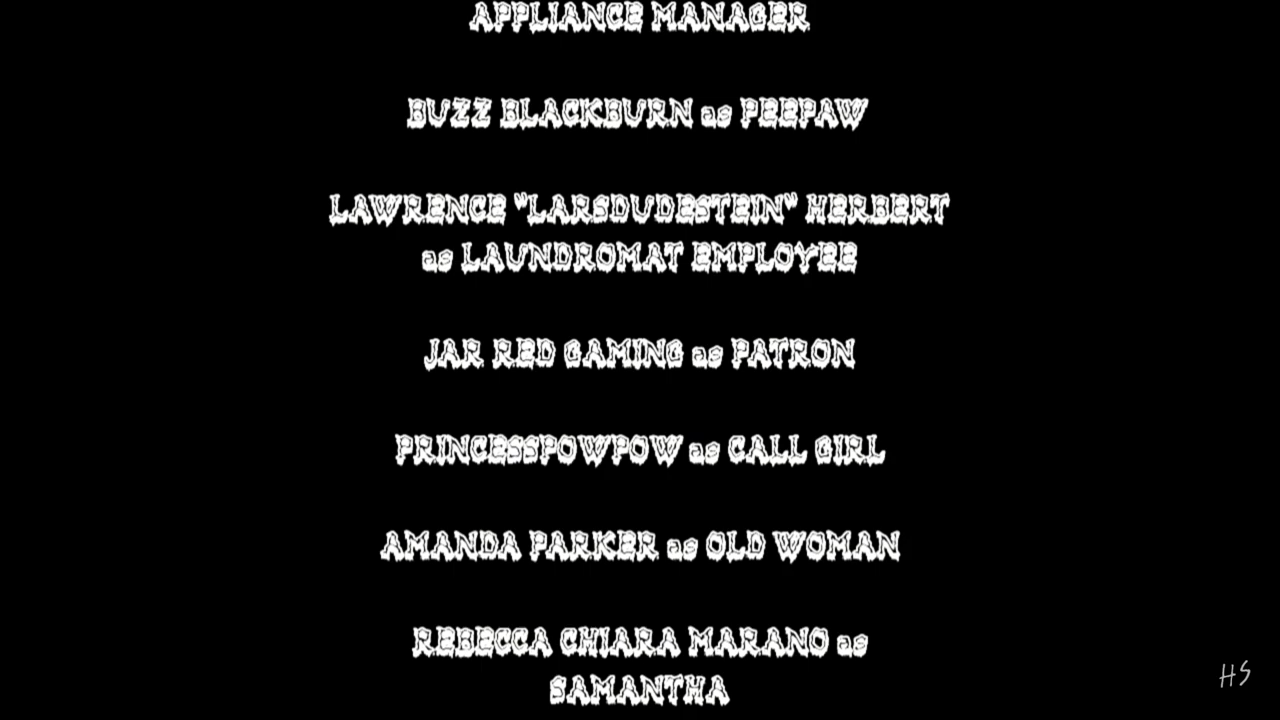 APPLIANCE MANAGER
BUZZ BLACKBURN as PEEPAW
LAWRENCE "LARSDUDESTEIN" HERBERT
as LAUNDROMAT EMPLOYEE
JAR RED GAMING as PATRON
PRINCESSPOWPOW as CALL GIRL
AMANDA PARKER as OLD WOMAN
REBECCA CHIARA MARANO as
SAMANTHA
HS